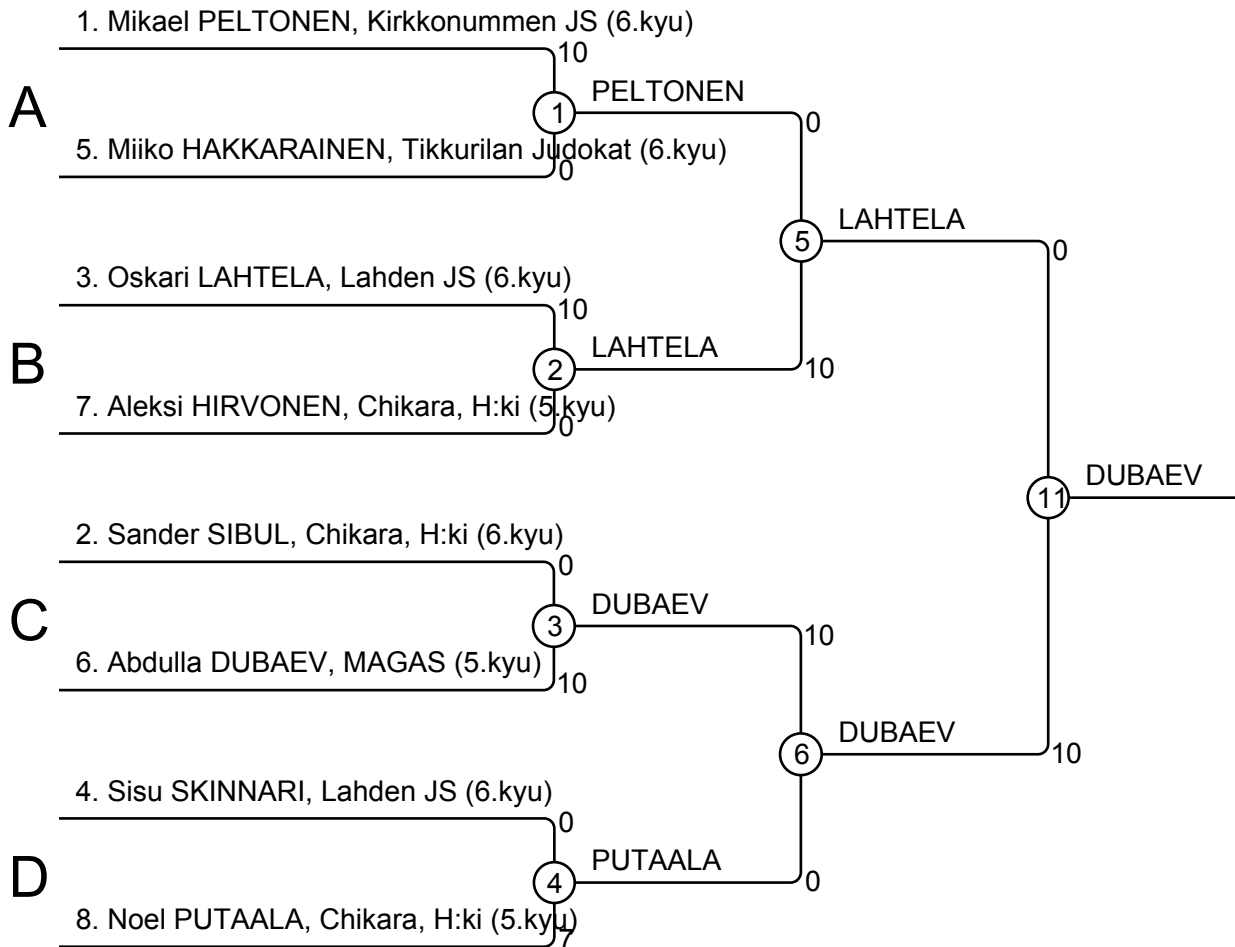 1. Mikael PELTONEN, Kirkkonummen JS (6.kyu)
10
A
1
PELTONEN
0
5. Miiko HAKKARAINEN, Tikkurilan Judokat (6.kyu)
0
5
LAHTELA
0
3. Oskari LAHTELA, Lahden JS (6.kyu)
10
B
2
LAHTELA
10
7. Aleksi HIRVONEN, Chikara, H:ki (5.kyu)
0
11
DUBAEV
2. Sander SIBUL, Chikara, H:ki (6.kyu)
0
C
3
DUBAEV
10
6. Abdulla DUBAEV, MAGAS (5.kyu)
10
6
DUBAEV
10
4. Sisu SKINNARI, Lahden JS (6.kyu)
0
D
4
PUTAALA
0
8. Noel PUTAALA, Chikara, H:ki (5.kyu)
7